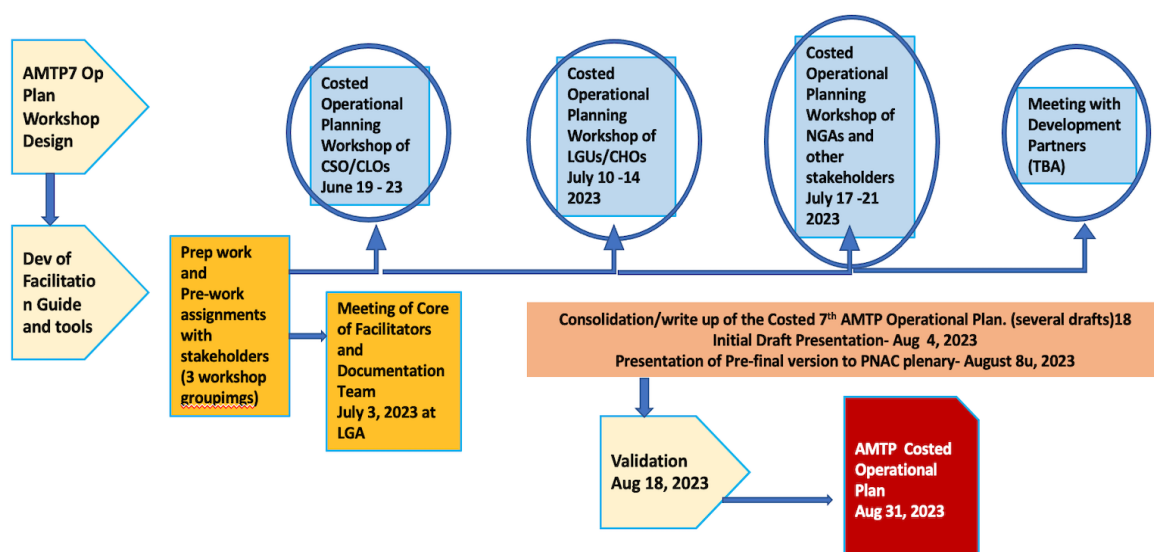 AMTP7 Op
Plan
Workshop
Design
Dev of
Facilitatio
n Guide
and tools
Prep work
and
Pre-work
assignments
with
stakeholders
(3 workshop
groupimgs)
Meeting of Core
of Facilitators
and
Documentation
Team
July 3, 2023 at
LGA
Costed
Operational
Planning
Workshop of
CSO/CLOs
June 19 - 23
Costed
Operational
Planning
Workshop of
LGUs/CHOs
July 10 -14
2023
Costed
Operational
Planning
Workshop
of NGAs and
other
stakeholders
July 17 -21
2023
Meeting with
Development
Partners
(TBA)
Consolidation/write up of the Costed 7th AMTP Operational Plan. (several drafts)18
Initial Draft Presentation- Aug  4, 2023
Presentation of Pre-final version to PNAC plenary- August 8u, 2023
Validation
Aug 18, 2023
AMTP  Costed
Operational
Plan
Aug 31, 2023